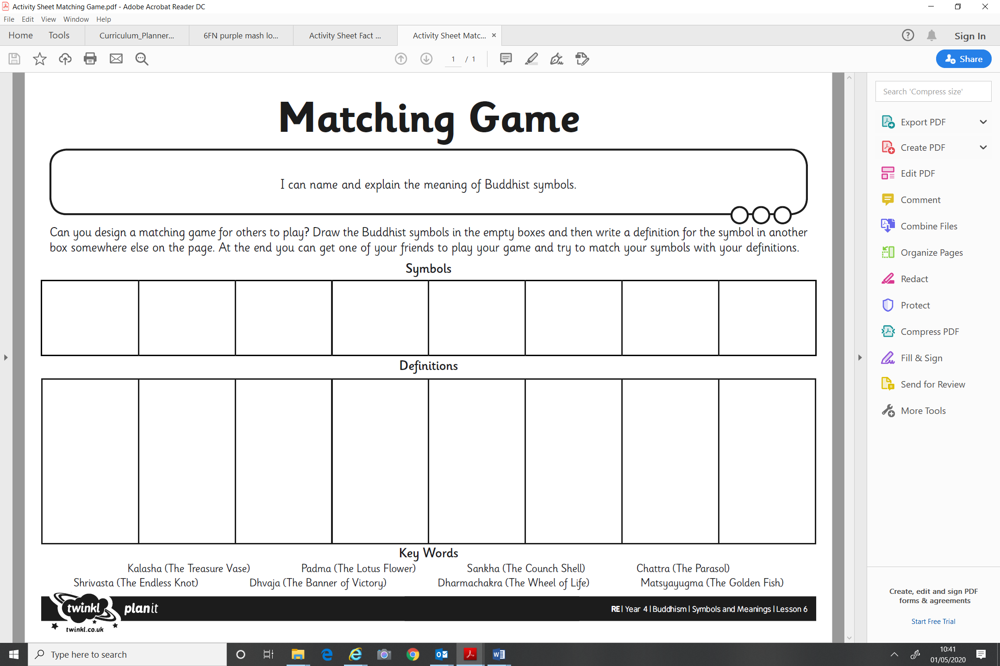 Activity Sheet Matching Game.pdf - Adobe Acrobat Reader DC
File Edit View Window Help
Home Tools Curriculum_Planner... 6FN purple mash lo... Activity Sheet Fact ... Activity Sheet Matc... × ? Sign In
1 / 1 Share
Matching Game
I can name and explain the meaning of Buddhist symbols.
Can you design a matching game for others to play? Draw the Buddhist symbols in the empty boxes and then write a definition for the symbol in another
box somewhere else on the page. At the end you can get one of your friends to play your game and try to match your symbols with your definitions.
Symbols
Definitions
Key Words
Kalasha (The Treasure Vase) Padma (The Lotus Flower) Sankha (The Counch Shell) Chattra (The Parasol)
Shrivasta (The Endless Knot) Dhvaja (The Banner of Victory) Dharmachakra (The Wheel of Life) Matsyayugma (The Golden Fish)
twinkl planit
twinkl.co.uk
RE | Year 4 | Buddhism | Symbols and Meanings | Lesson 6
Search 'Compress size'
Export PDF
Create PDF
Edit PDF
Comment
Combine Files
Organize Pages
Redact
Protect
Compress PDF
Fill & Sign
Send for Review
More Tools
Create, edit and sign PDF
forms & agreements
Start Free Trial
Type here to search
10:41
01/05/2020